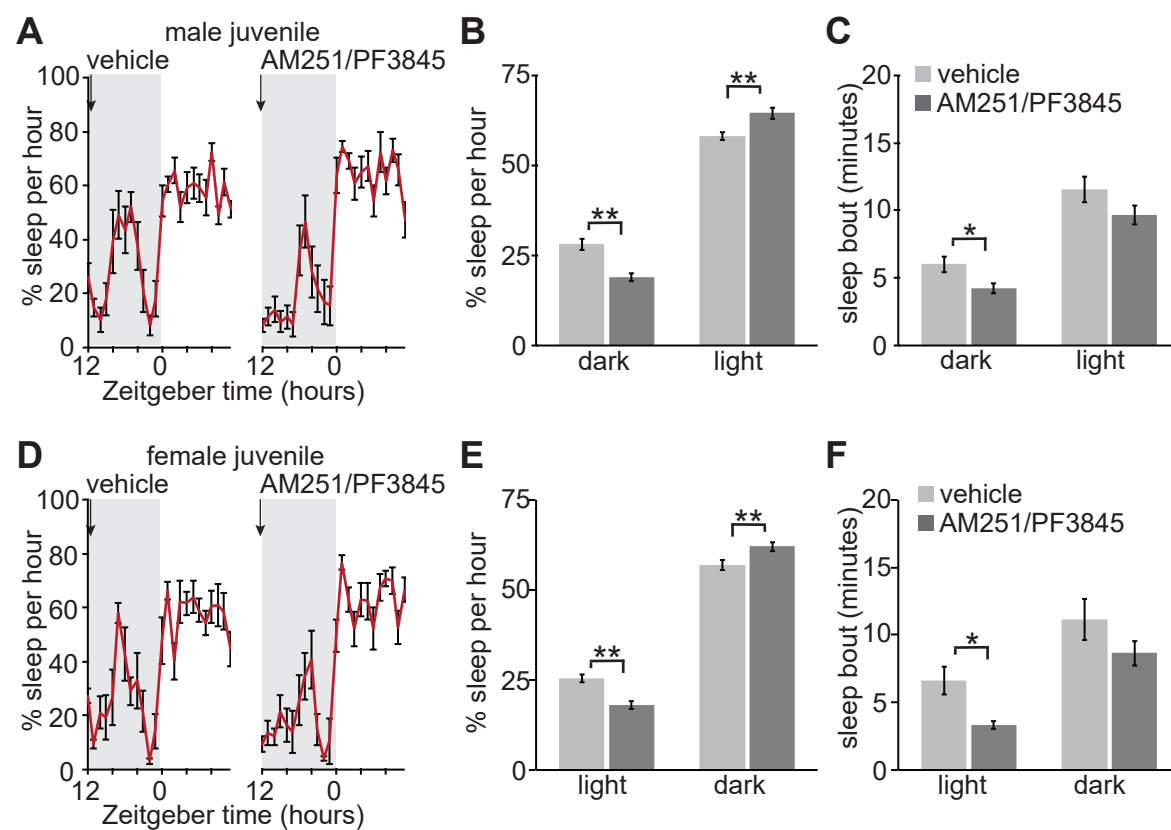 A
male juvenile
vehicle
AM251/PF3845
% sleep per hour
100
80
60
40
20
0
12
0
12
0
Zeitgeber time (hours)
B
% sleep per hour
75
50
25
0
**
**
dark
light
C
sleep bout (minutes)
20
15
10
5
0
vehicle
AM251/PF3845
*
dark
light
D
female juvenile
vehicle
AM251/PF3845
% sleep per hour
100
80
60
40
20
0
12
0
12
0
Zeitgeber time (hours)
E
% sleep per hour
75
50
25
0
**
**
light
dark
F
sleep bout (minutes)
20
15
10
5
0
vehicle
AM251/PF3845
*
light
dark